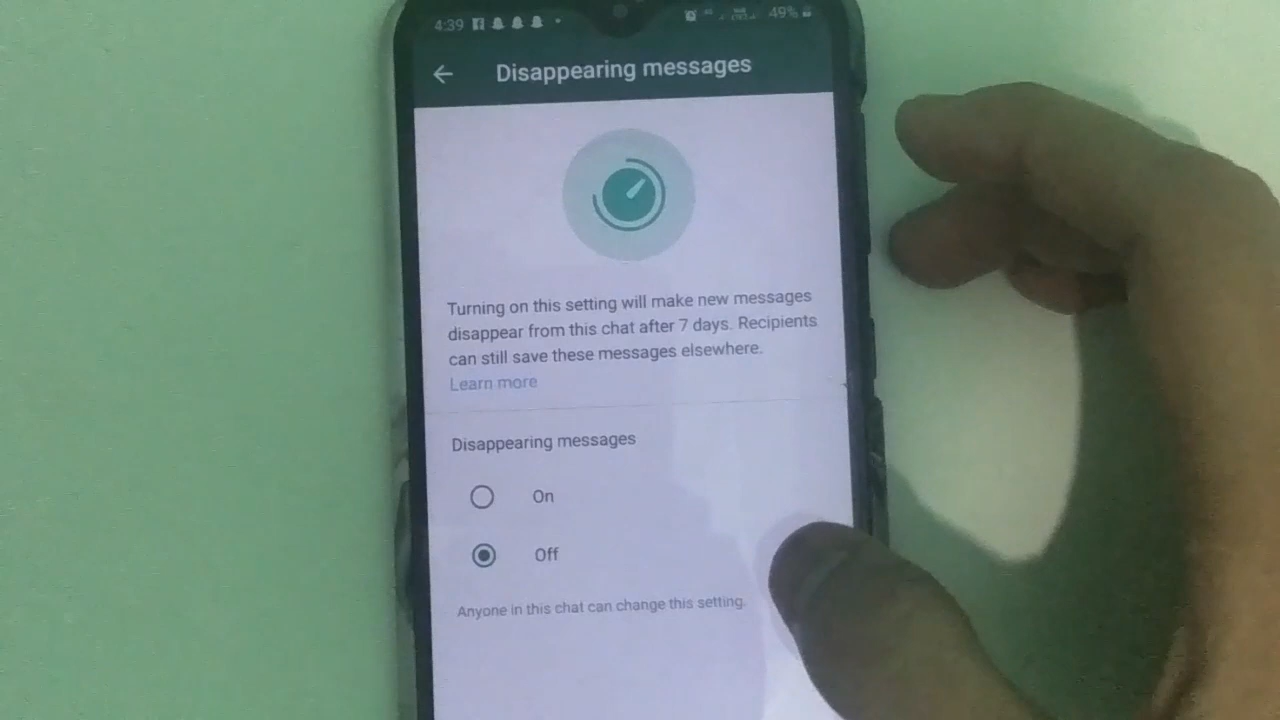 4:39
49%
Disappearing messages
Turning on this setting will make new messages
disappear from this chat after 7 days. Recipients
can still save these messages elsewhere.
Learn more
Disappearing messages
On
Off
Anyone in this chat can change this setting.